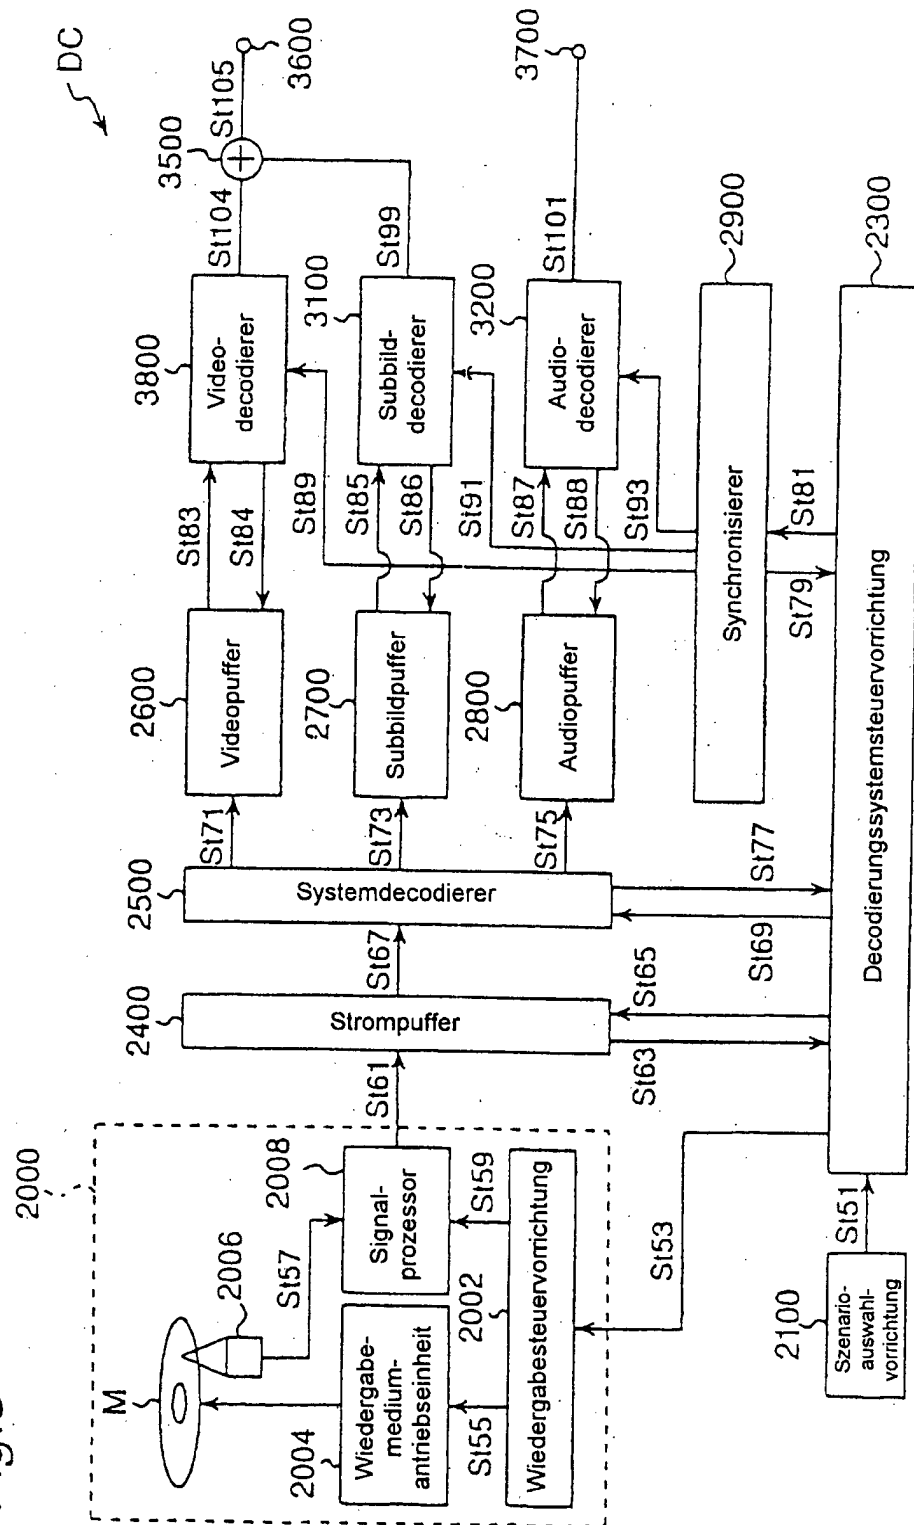 DC
3500
St104
St105
3600
3800
Video-
decodierer
St99
3100
Subbild-
decodierer
3700
St101
3200
Audio-
decodierer
2900
2300
St83
St84
St89
St85
St86
St91
St87
St88
St93
Synchronisierer
St81
St79
2600
Videopuffer
2700
Subbildpuffer
2800
Audiopuffer
Decodierungssystemsteuervorrichtung
St71
St73
St75
2500
Systemdecodierer
St77
St69
St67
2400
Strompuffer
St65
St63
St61
2000
2008
Signal-
prozessor
St59
2006
St57
M
2004
Wiedergabe-
medium-
antriebseinheit
2002
St55
Wiedergabesteuervorrichtung
St53
St51
2100
Szenario-
auswahl-
vorrichtung